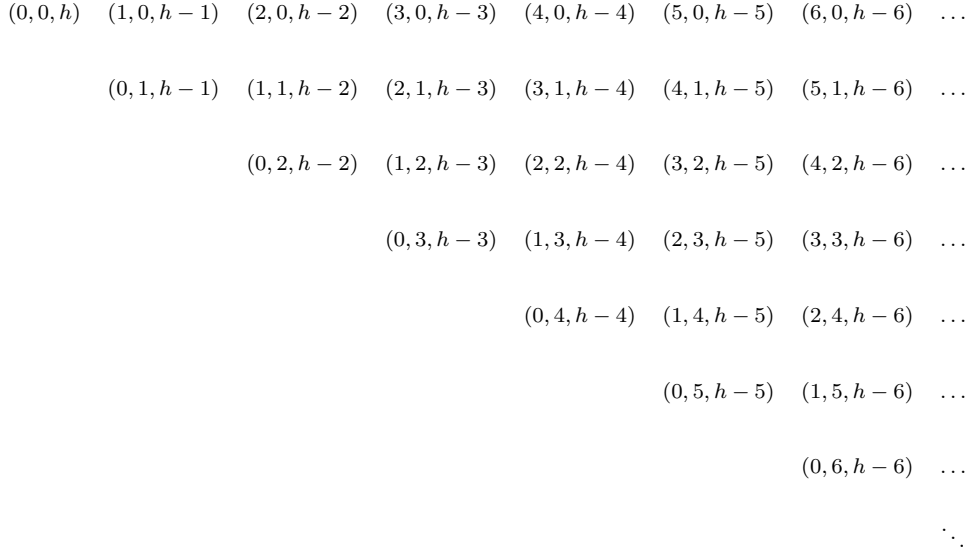 (0, 0, h) (1, 0, h − 1) (2, 0, h − 2) (3, 0, h − 3) (4, 0, h − 4) (5, 0, h − 5) (6, 0, h − 6) …
(0, 1, h − 1) (1, 1, h − 2) (2, 1, h − 3) (3, 1, h − 4) (4, 1, h − 5) (5, 1, h − 6) …
(0, 2, h − 2) (1, 2, h − 3) (2, 2, h − 4) (3, 2, h − 5) (4, 2, h − 6) …
(0, 3, h − 3) (1, 3, h − 4) (2, 3, h − 5) (3, 3, h − 6) …
(0, 4, h − 4) (1, 4, h − 5) (2, 4, h − 6) …
(0, 5, h − 5) (1, 5, h − 6) …
(0, 6, h − 6) …
⋱